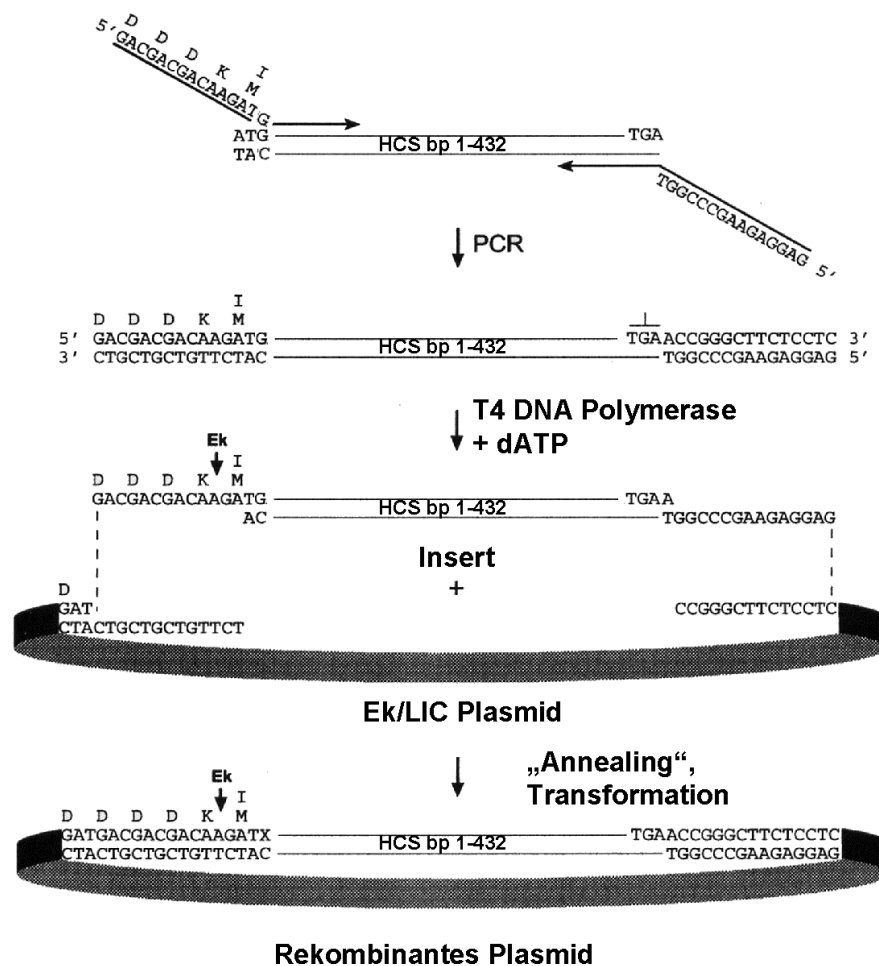 D D D K I
M
5' GACGACGACAAGATG
ATG HCS bp 1-432 TGA
TAC
TGGCCCGAAGAGGAG 5'
PCR
I
D D D K M ⊥
5' GACGACGACAAGATG TGAACCGGGCTTCTCCTC 3'
HCS bp 1-432
3' CTGCTGCTGTTCTAC TGGCCCGAAGAGGAG 5'
T4 DNA Polymerase
+ dATP
Ek
I
D D D K M
GACGACGACAAGATG TGAA
AC HCS bp 1-432 TGGCCCGAAGAGGAG
Insert
+
D
GAT CCGGGCTTCTCCTC
CTACTGCTGCTGTTCT
Ek/LIC Plasmid
„Annealing“,
Transformation
Ek
I
D D D D K M
GATGACGACGACAAGATX TGAACCGGGCTTCTCCTC
HCS bp 1-432
CTACTGCTGCTGTTCTAC TGGCCCGAAGAGGAG
Rekombinantes Plasmid